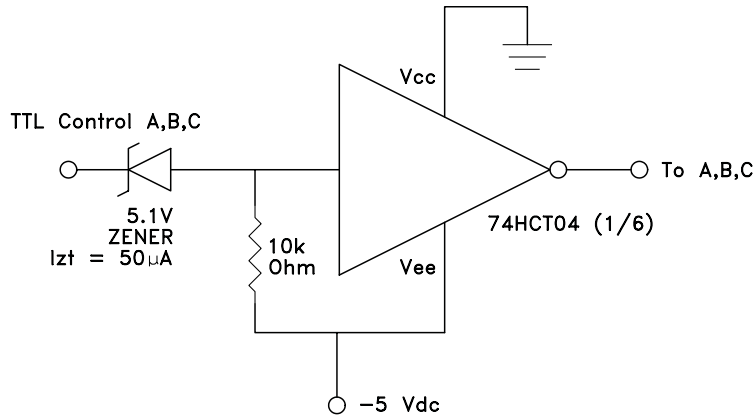 Vcc
TTL Control A,B,C
To A,B,C
5.1V
ZENER
Izt = 50µA
10k
Ohm
74HCT04 (1/6)
Vee
-5 Vdc